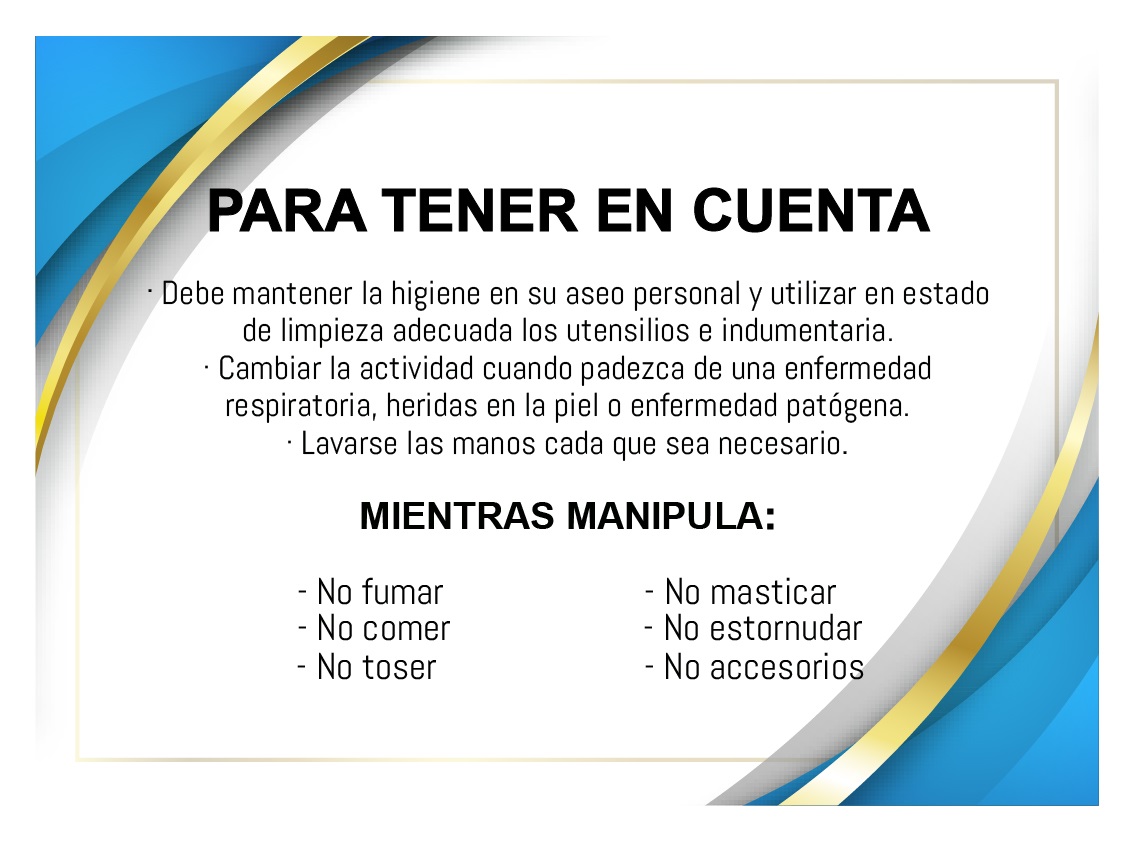 PARA TENER EN CUENTA
· Debe mantener la higiene en su aseo personal y utilizar en estado
de limpieza adecuada los utensilios e indumentaria.
· Cambiar la actividad cuando padezca de una enfermedad
respiratoria, heridas en la piel o enfermedad patógena.
· Lavarse las manos cada que sea necesario.
MIENTRAS MANIPULA:
- No fumar
- No comer
- No toser
- No masticar
- No estornudar
- No accesorios